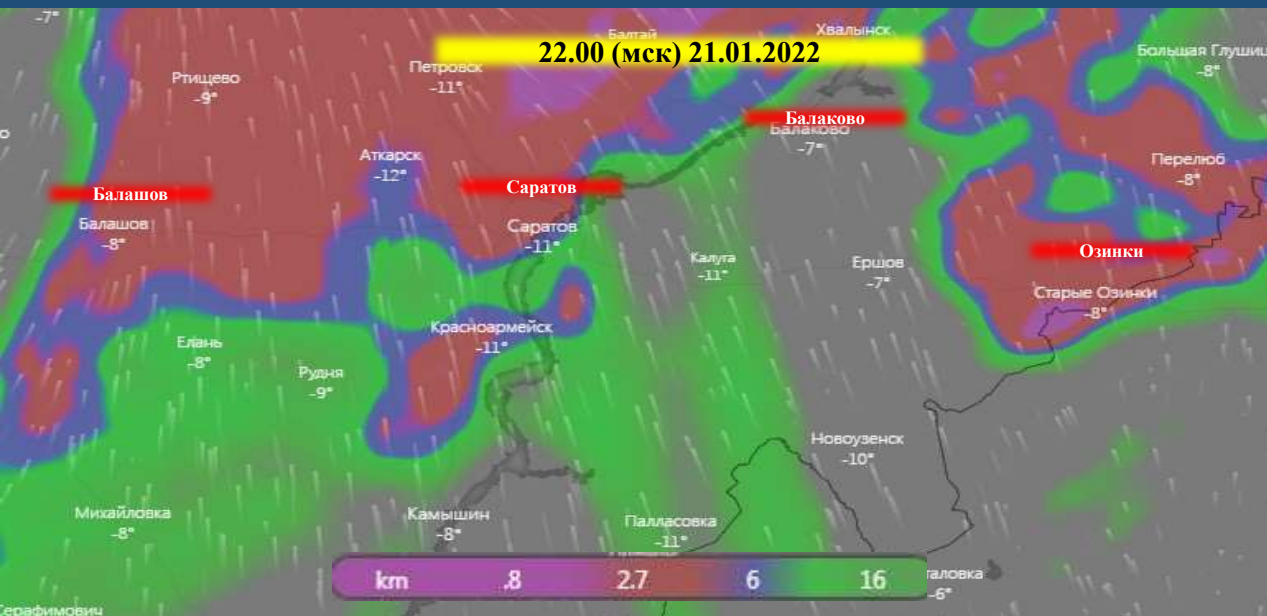 -7°
Балтай
Хвалынск
22.00 (мск) 21.01.2022
Большая Глушиц
-8°
Петровск
-11°
Ртищево
-9°
Балаково
Балаково
-7°
Аткарск
-12°
Перелюб
-8°
Балашов
Саратов
Балашов
-8°
Саратов
-11°
Калуга
-11°
Ершов
-7°
Озинки
Старые Озинки
-8°
Красноармейск
-11°
Елань
-8°
Рудня
-9°
Новоузенск
-10°
Михайловка
-8°
Камышин
-8°
Палласовка
-11°
km .8 2.7 6 16
таловка
-6°
Серафимович